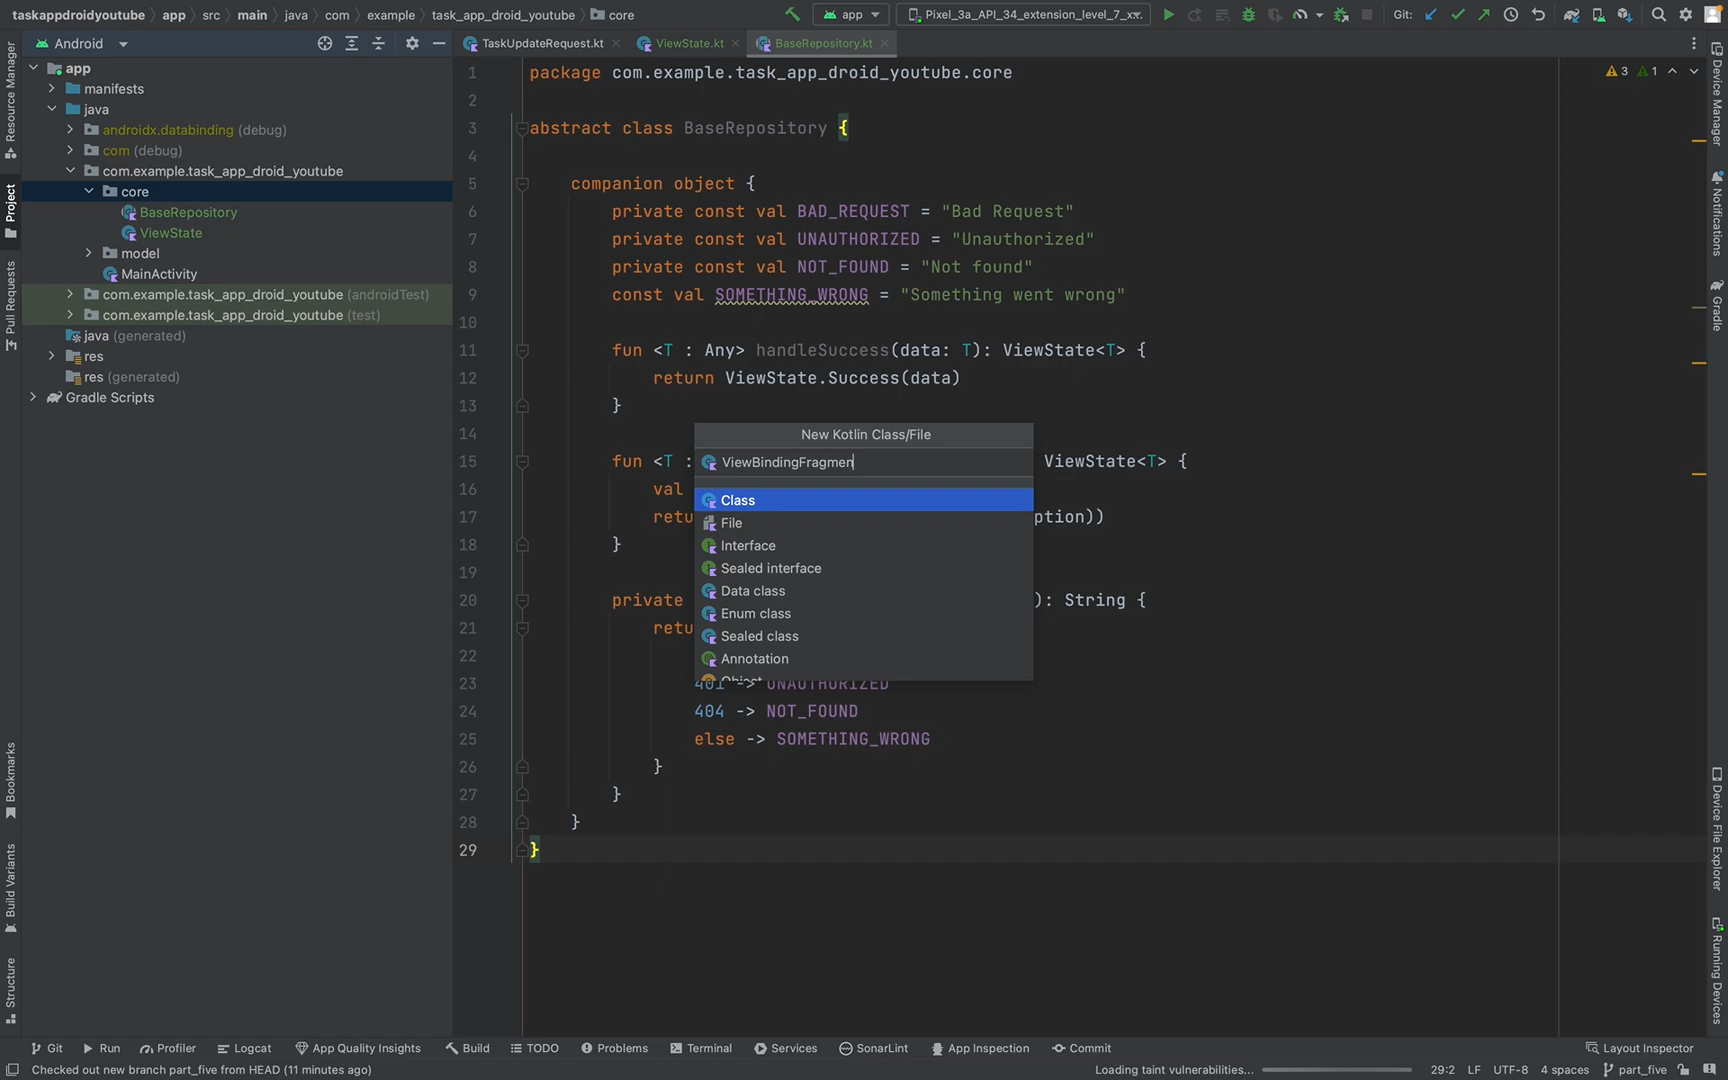 taskappdroidyoutube app src main java com example task_app_droid_youtube core
app Pixel_3a_API_34_extension_level_7_x Git:
Android TaskUpdateRequest.kt ViewState.kt BaseRepository.kt
app
manifests
java
androidx.databinding (debug)
com (debug)
com.example.task_app_droid_youtube
core
BaseRepository
ViewState
model
MainActivity
com.example.task_app_droid_youtube (androidTest)
com.example.task_app_droid_youtube (test)
java (generated)
res
res (generated)
Gradle Scripts
Resource Manager
Project
Pull Requests
Bookmarks
Build Variants
Structure
1 package com.example.task_app_droid_youtube.core
2
3 abstract class BaseRepository {
4
5 companion object {
6 private const val BAD_REQUEST = "Bad Request"
7 private const val UNAUTHORIZED = "Unauthorized"
8 private const val NOT_FOUND = "Not found"
9 const val SOMETHING_WRONG = "Something went wrong"
10
11 fun <T : Any> handleSuccess(data: T): ViewState<T> {
12 return ViewState.Success(data)
13 }
14
15 fun <T : ViewState<T> {
16 val
17 retu ption))
18 }
19
20 private ): String {
21 retu
22
23 401 -> UNAUTHORIZED
24 404 -> NOT_FOUND
25 else -> SOMETHING_WRONG
26 }
27 }
28 }
29 }
New Kotlin Class/File
ViewBindingFragmen
Class
File
Interface
Sealed interface
Data class
Enum class
Sealed class
Annotation
Object
3 1
Device Manager
Notifications
Gradle
Device File Explorer
Running Devices
Git Run Profiler Logcat App Quality Insights Build TODO Problems Terminal Services SonarLint App Inspection Commit Layout Inspector
Checked out new branch part_five from HEAD (11 minutes ago) Loading taint vulnerabilities... 29:2 LF UTF-8 4 spaces part_five